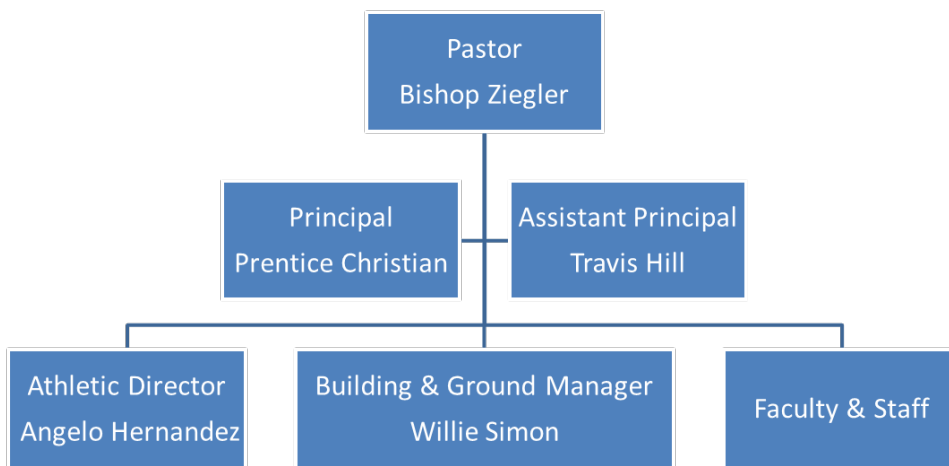 Pastor
Bishop Ziegler
Principal
Prentice Christian
Assistant Principal
Travis Hill
Athletic Director
Angelo Hernandez
Building & Ground Manager
Willie Simon
Faculty & Staff